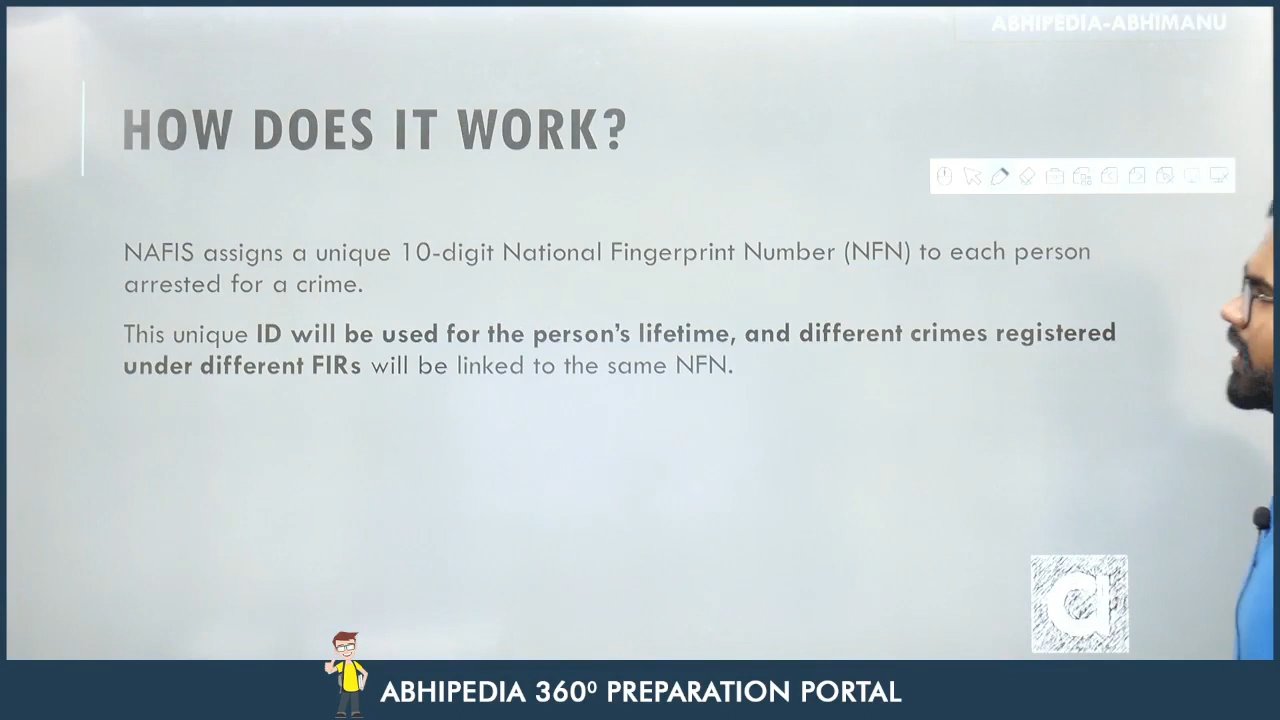 ABHIPEDIA-ABHIMANU
HOW DOES IT WORK?
NAFIS assigns a unique 10-digit National Fingerprint Number (NFN) to each person
arrested for a crime.
This unique ID will be used for the person's lifetime, and different crimes registered
under different FIRs will be linked to the same NFN.
a
ABHIPEDIA 360⁰ PREPARATION PORTAL